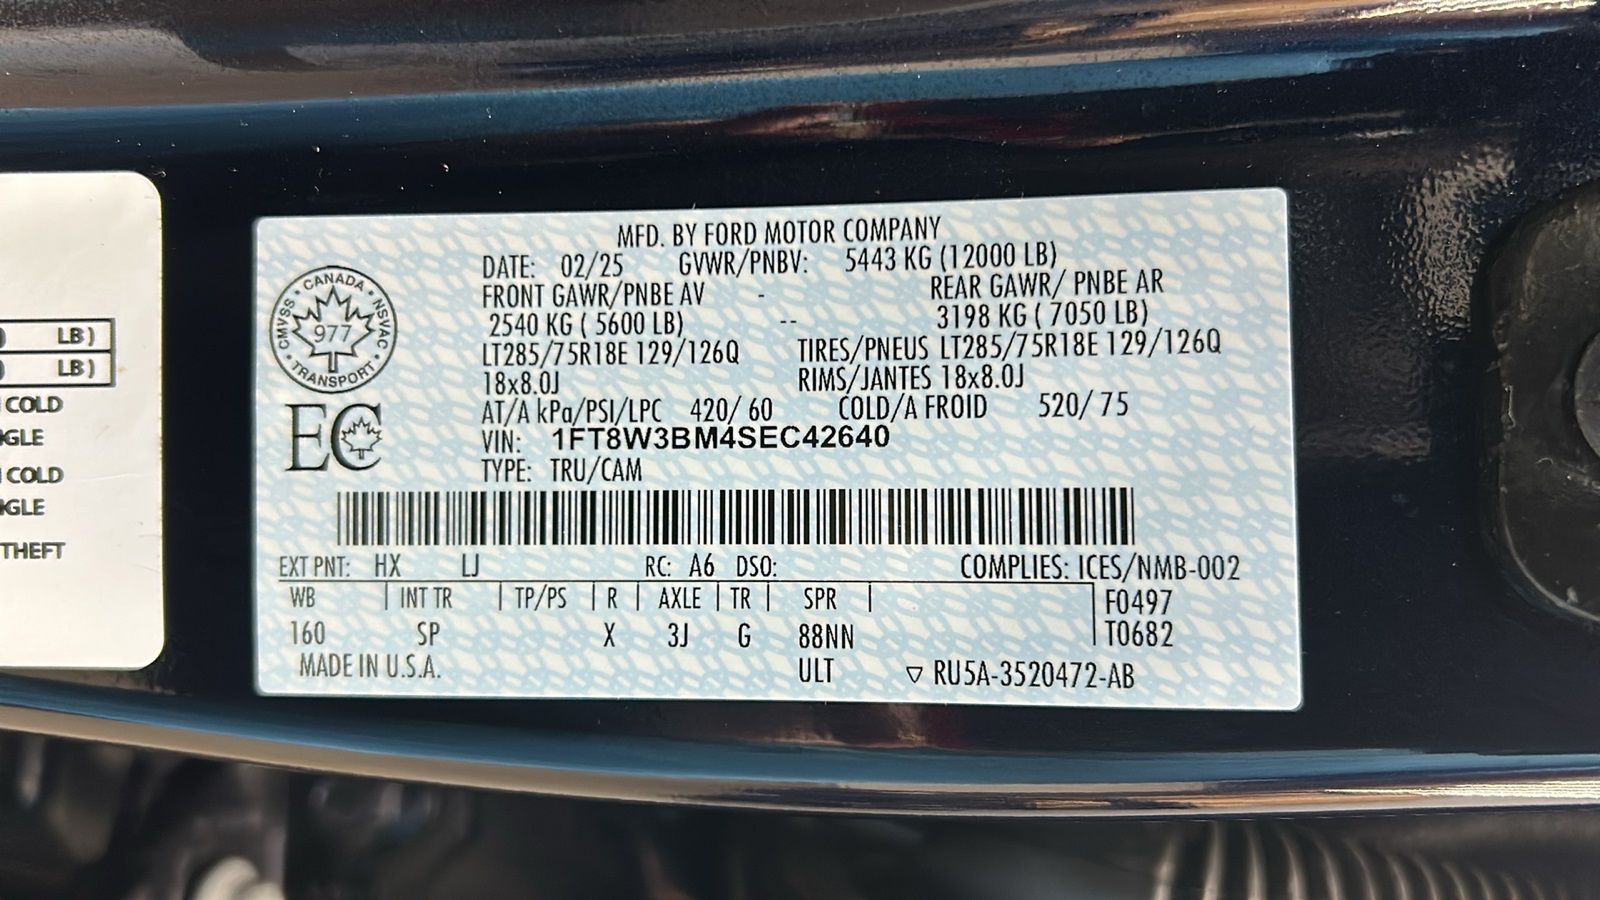 LB )
LB )
COLD
COLD
THEFT
MFD. BY FORD MOTOR COMPANY
DATE: 02/25 GVWR/PNBV: 5443 KG (12000 LB)
FRONT GAWR/PNBE AV - REAR GAWR/ PNBE AR
2540 KG ( 5600 LB) -- 3198 KG ( 7050 LB)
LT285/75R18E 129/126Q TIRES/PNEUS LT285/75R18E 129/126Q
18x8.0J RIMS/JANTES 18x8.0J
AT/A kPa/PSI/LPC 420/ 60 COLD/A FROID 520/ 75
VIN: 1FT8W3BM4SEC42640
TYPE: TRU/CAM
CANADA
CMVSS
NSVAC
977
TRANSPORT
EC
EXT PNT: HX LJ RC: A6 DSO: COMPLIES: ICES/NMB-002
WB | INT TR | TP/PS | R | AXLE | TR | SPR | F0497
160 SP X 3J G 88NN T0682
MADE IN U.S.A. ULT ▽ RU5A-3520472-AB